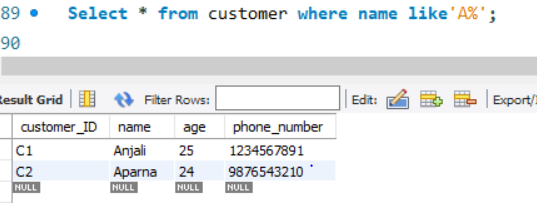 89 Select * from customer where name like'A%';
90
Result Grid Filter Rows: Edit: Export/
customer_ID name age phone_number
C1 Anjali 25 1234567891
C2 Aparna 24 9876543210
NULL NULL NULL NULL